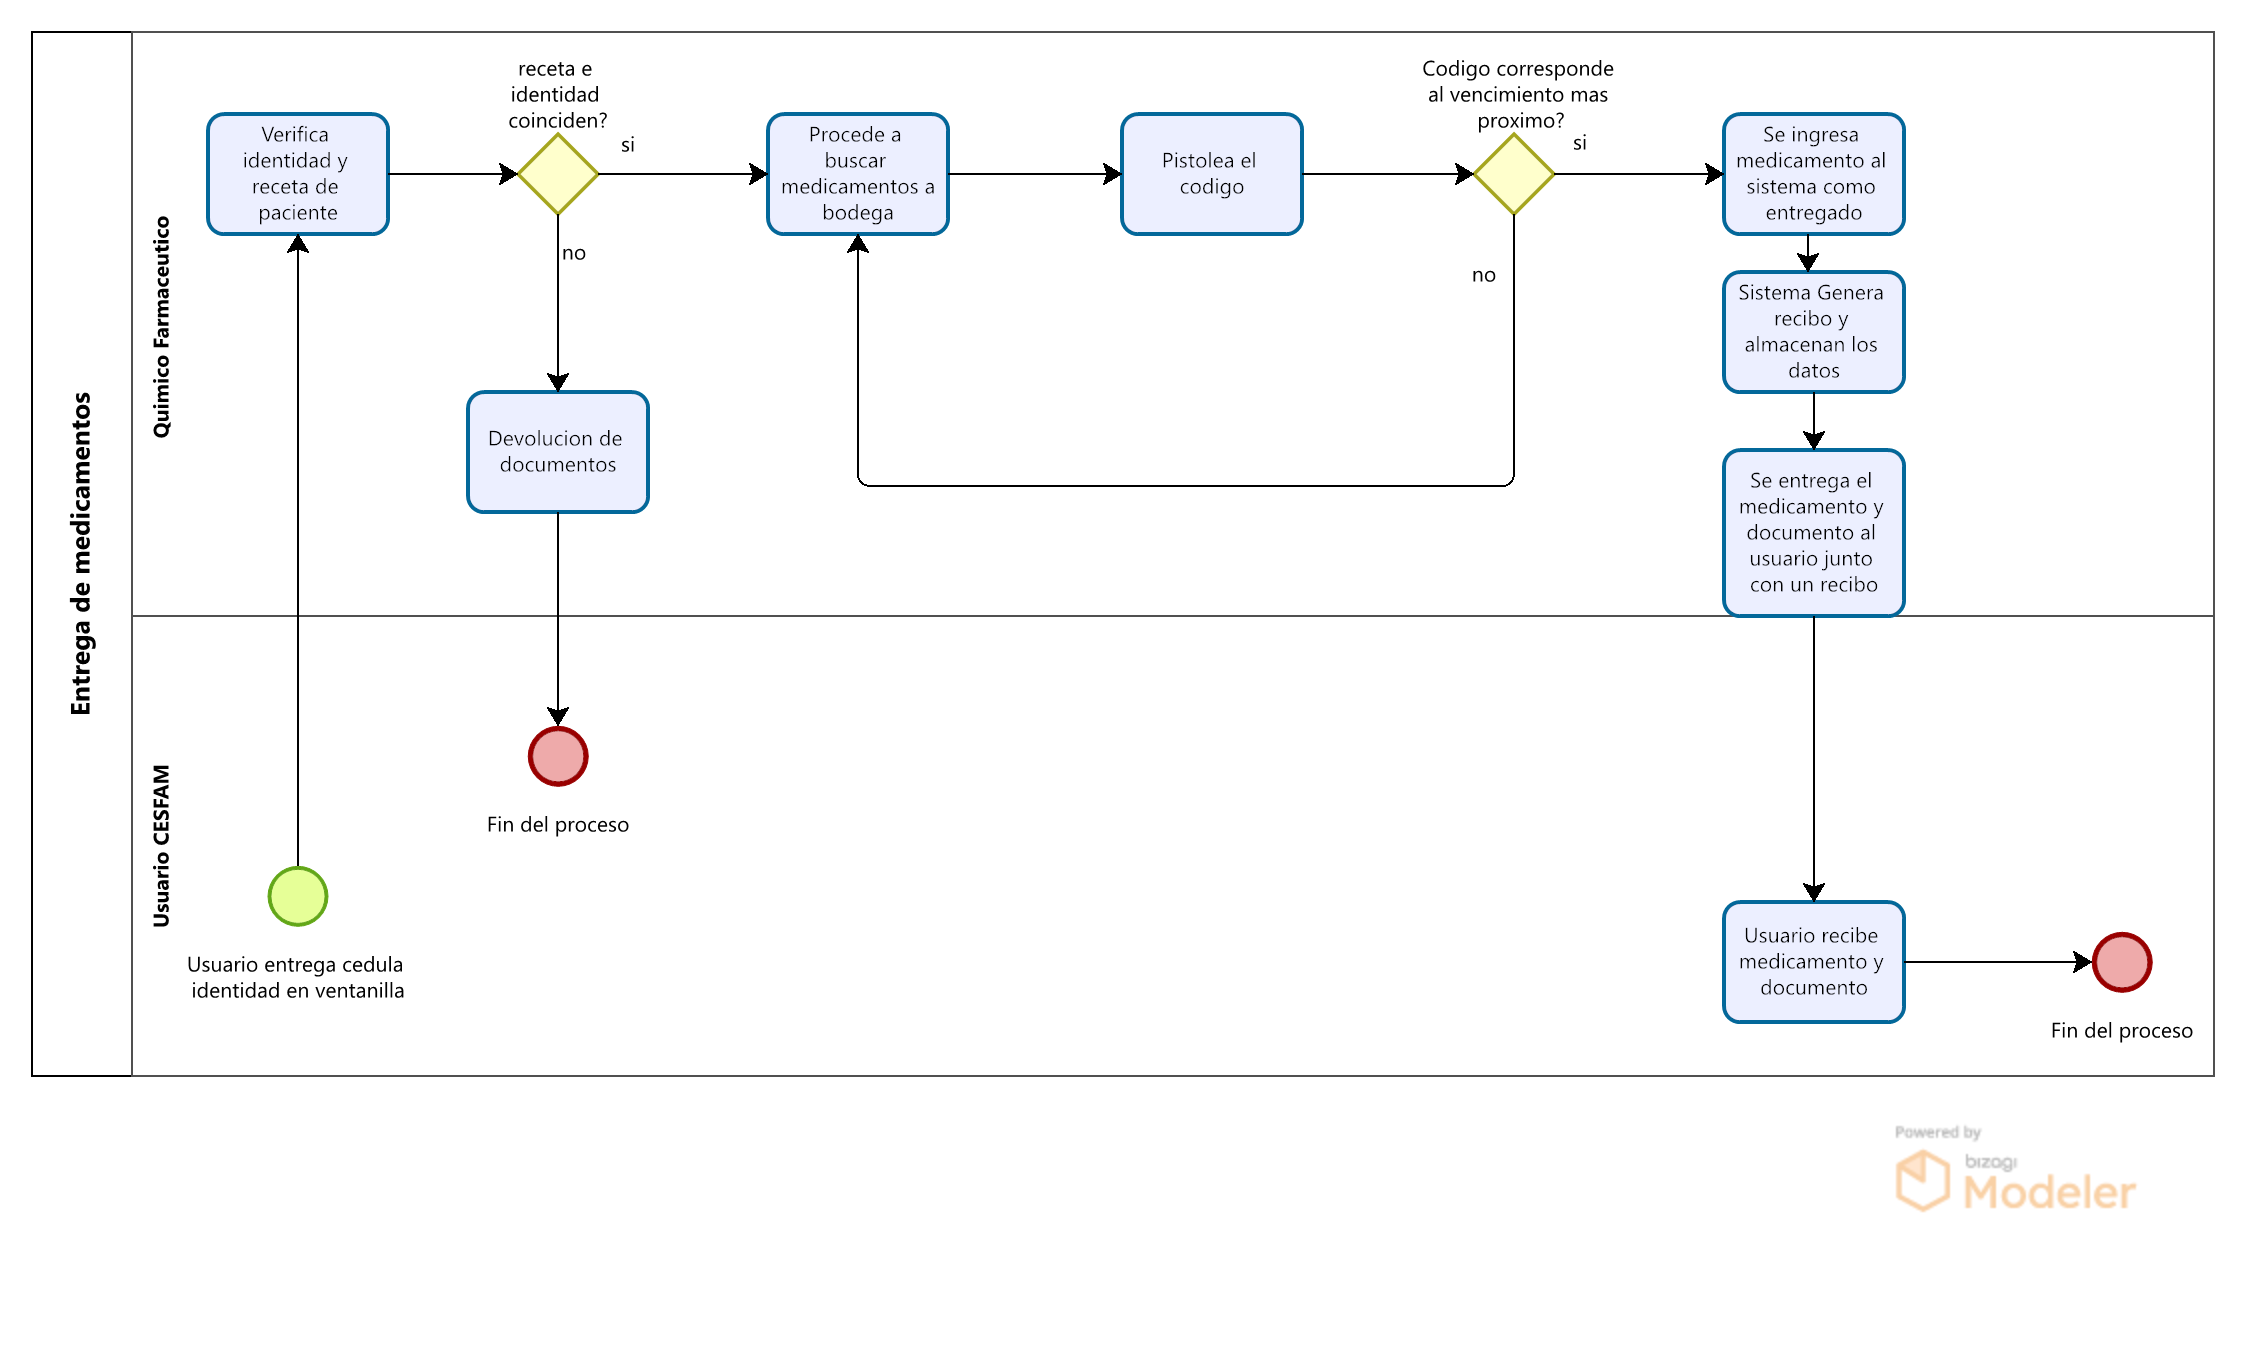 Entrega de medicamentos
Quimico Farmaceutico
Usuario CESFAM
Verifica
identidad y
receta de
paciente
receta e
identidad
coinciden?
si
no
Procede a
buscar
medicamentos a
bodega
Pistolea el
codigo
Codigo corresponde
al vencimiento mas
proximo?
si
no
Se ingresa
medicamento al
sistema como
entregado
Sistema Genera
recibo y
almacenan los
datos
Devolucion de
documentos
Se entrega el
medicamento y
documento al
usuario junto
con un recibo
Fin del proceso
Usuario entrega cedula
identidad en ventanilla
Usuario recibe
medicamento y
documento
Fin del proceso
Powered by
bizagi
Modeler